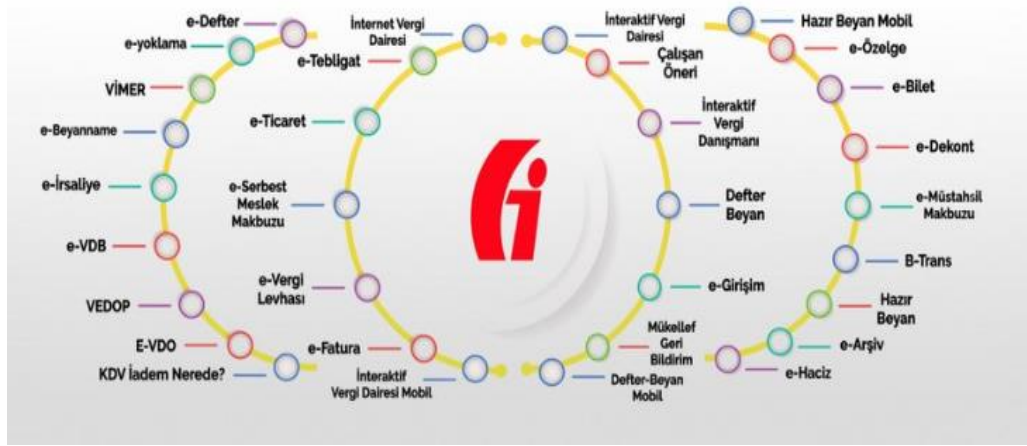 e-Defter
e-yoklama
VİMER
e-Beyanname
e-İrsaliye
e-VDB
VEDOP
E-VDO
KDV İadem Nerede?
İnternet Vergi
Dairesi
e-Tebligat
e-Ticaret
e-Serbest
Meslek
Makbuzu
e-Vergi
Levhası
e-Fatura
İnteraktif
Vergi Dairesi Mobil
İnteraktif Vergi
Dairesi
Çalışan
Öneri
İnteraktif
Vergi
Danışmanı
Defter
Beyan
e-Girişim
Mükellef
Geri
Bildirim
Defter-Beyan
Mobil
Hazır Beyan Mobil
e-Özelge
e-Bilet
e-Dekont
e-Müstahsil
Makbuzu
B-Trans
Hazır
Beyan
e-Arşiv
e-Haciz